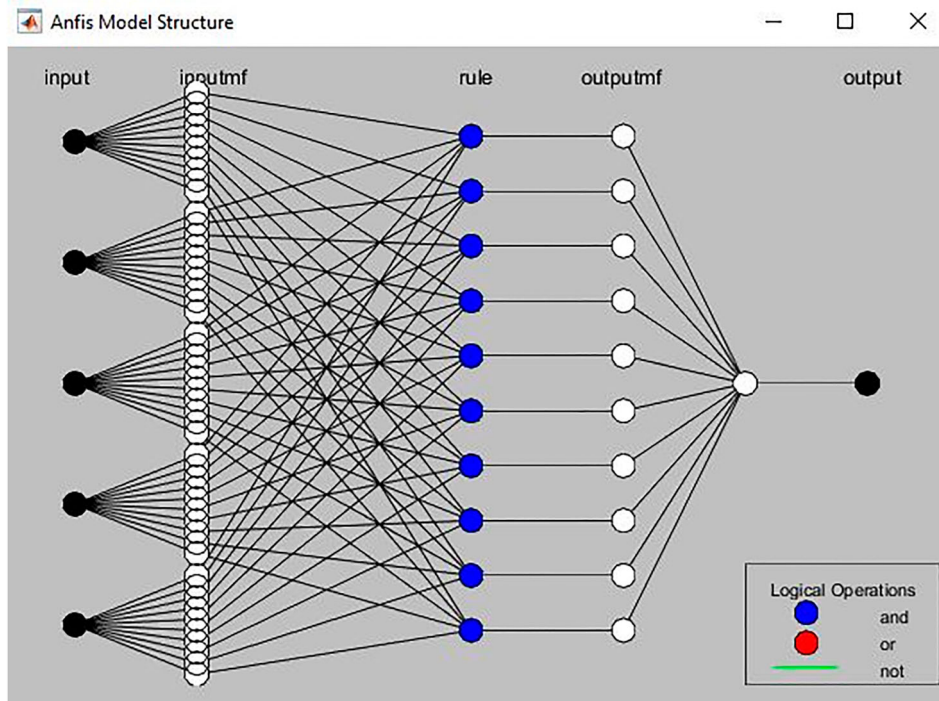 Anfis Model Structure
input inputmf rule outputmf output
Logical Operations
and
or
not